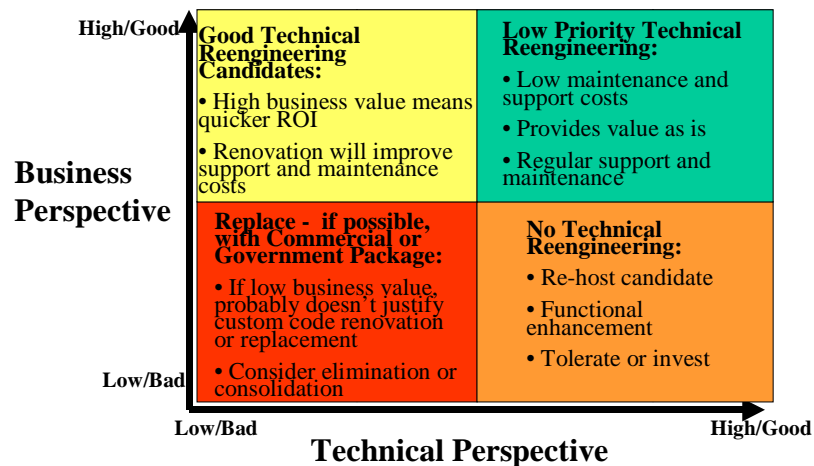 High/Good
Good Technical
Reengineering
Candidates:
• High business value means
quicker ROI
• Renovation will improve
support and maintenance
costs
Low Priority Technical
Reengineering:
• Low maintenance and
support costs
• Provides value as is
• Regular support and
maintenance
Business
Perspective
Replace - if possible,
with Commercial or
Government Package:
• If low business value,
probably doesn't justify
custom code renovation
or replacement
• Consider elimination or
consolidation
No Technical
Reengineering:
• Re-host candidate
• Functional
enhancement
• Tolerate or invest
Low/Bad
Low/Bad
High/Good
Technical Perspective